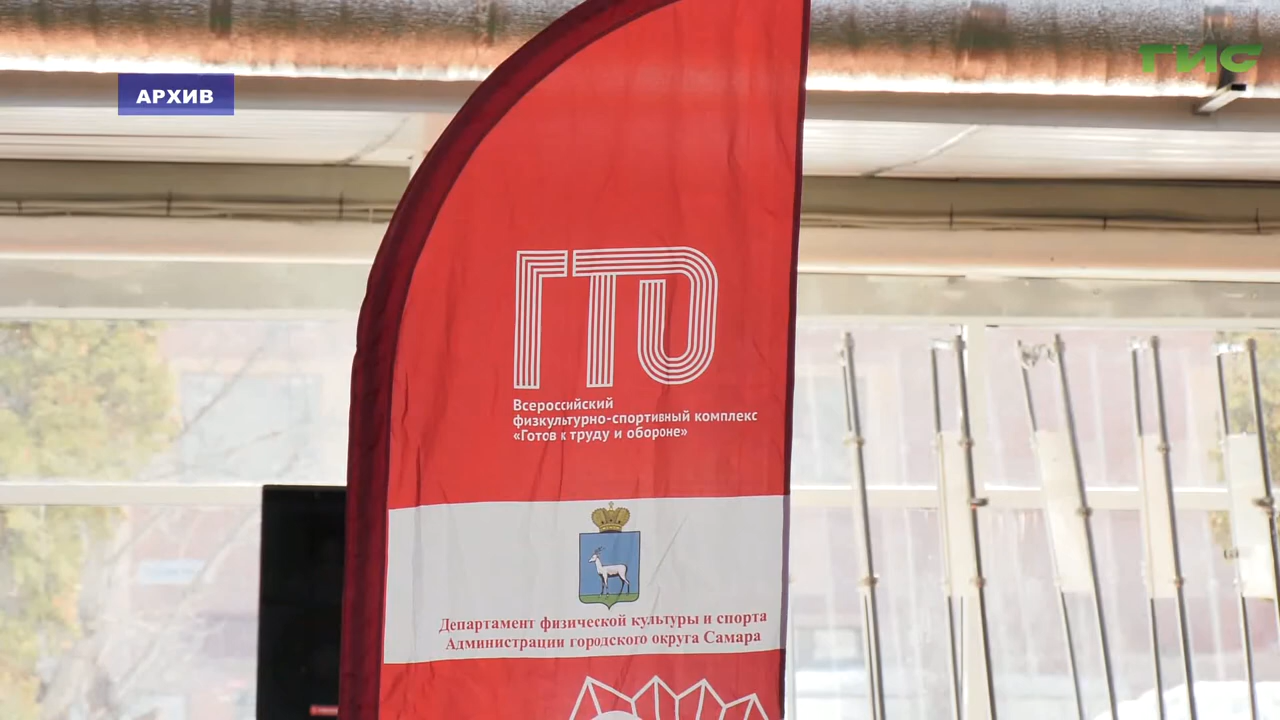 АРХИВ
ГИС
ГТО
Всероссийский
физкультурно-спортивный комплекс
«Готов к труду и обороне»
Департамент физической культуры и спорта
Администрации городского округа Самара